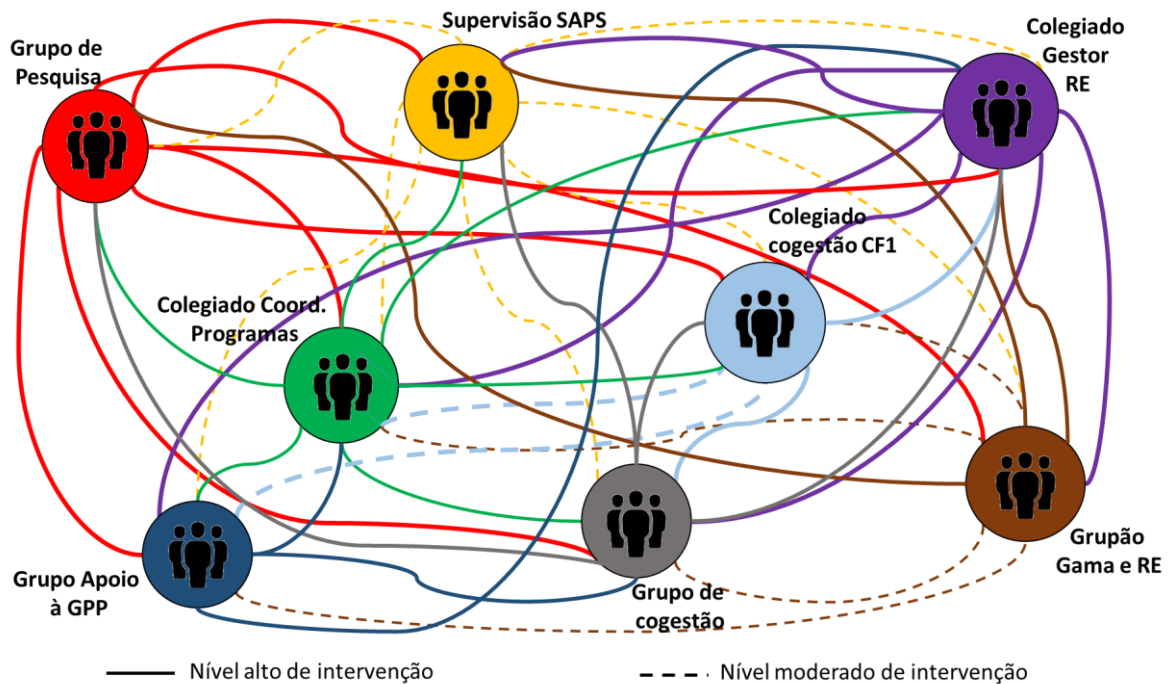 Supervisão SAPS
Grupo de
Pesquisa
Colegiado
Gestor
RE
Colegiado
cogestão CF1
Colegiado Coord.
Programas
Grupo Apoio
à GPP
Grupo de
cogestão
Grupão
Gama e RE
Nível alto de intervenção
Nível moderado de intervenção